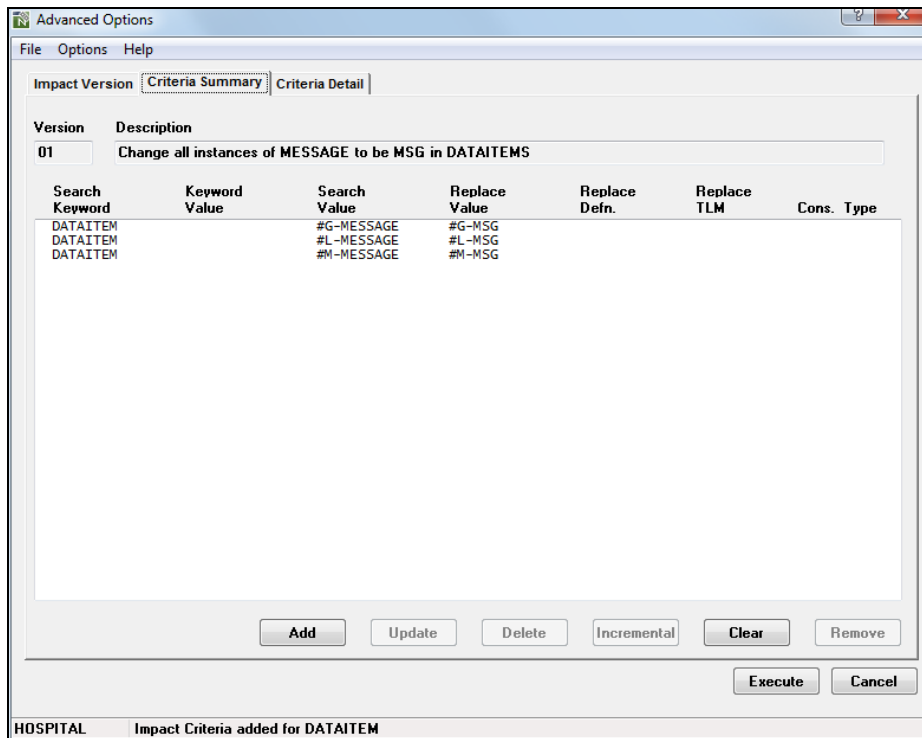 Advanced Options ? X
File Options Help
Impact Version Criteria Summary Criteria Detail
Version Description
01 Change all instances of MESSAGE to be MSG in DATAITEMS
Search Keyword Search Replace Replace Replace
Keyword Value Value Value Defn. TLM Cons. Type
DATAITEM #G-MESSAGE #G-MSG
DATAITEM #L-MESSAGE #L-MSG
DATAITEM #M-MESSAGE #M-MSG
Add Update Delete Incremental Clear Remove
Execute Cancel
HOSPITAL Impact Criteria added for DATAITEM